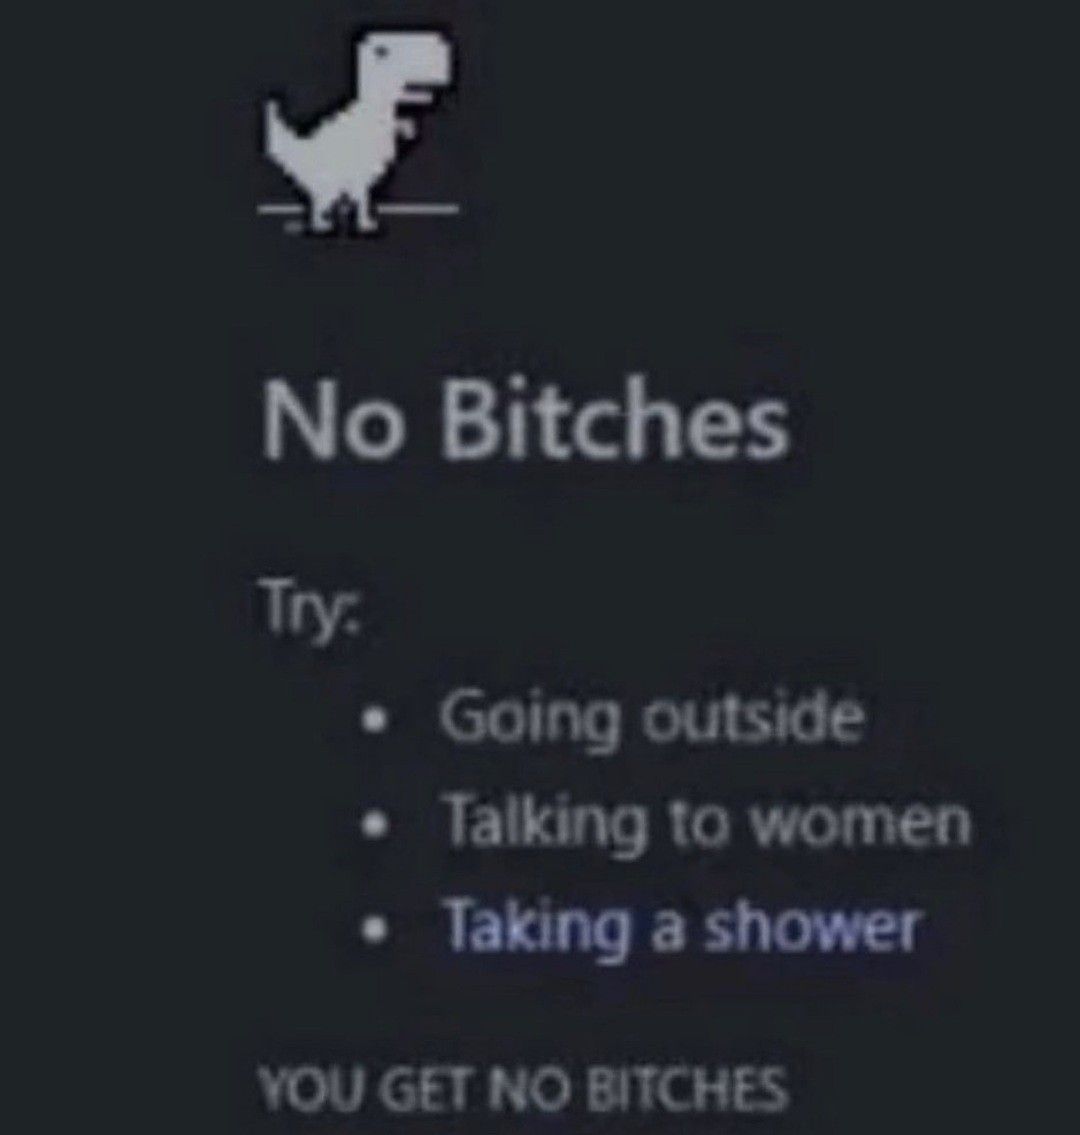 No Bitches
Try:
• Going outside
• Talking to women
• Taking a shower
YOU GET NO BITCHES